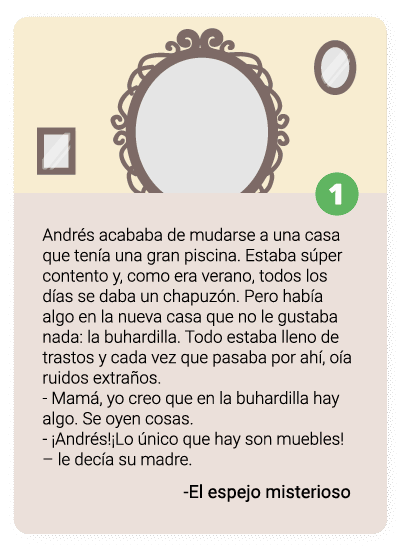 1
Andrés acababa de mudarse a una casa
que tenía una gran piscina. Estaba súper
contento y, como era verano, todos los
días se daba un chapuzón. Pero había
algo en la nueva casa que no le gustaba
nada: la buhardilla. Todo estaba lleno de
trastos y cada vez que pasaba por ahí, oía
ruidos extraños.
- Mamá, yo creo que en la buhardilla hay
algo. Se oyen cosas.
- ¡Andrés!¡Lo único que hay son muebles!
– le decía su madre.
-El espejo misterioso